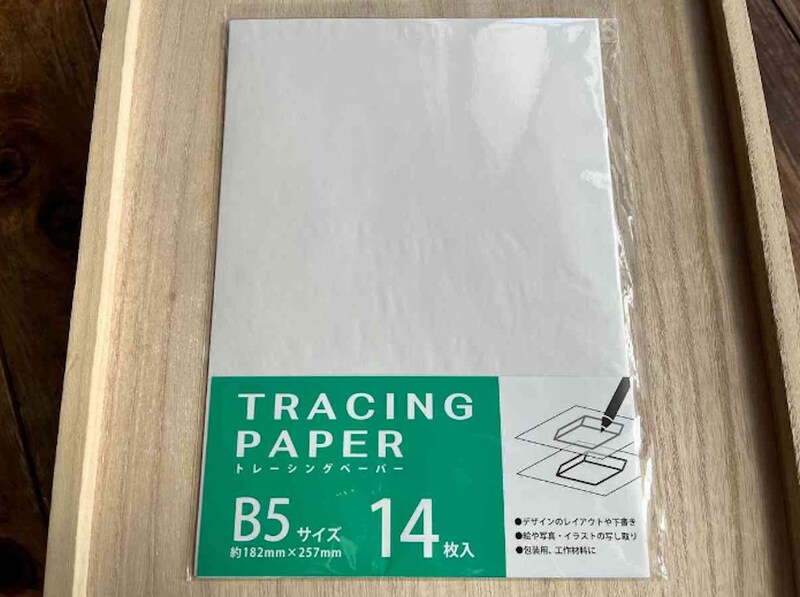 TRACING
PAPER
トレーシングペーパー
B5サイズ
約182mm×257mm
14枚入
●デザインのレイアウトや下書き
●絵や写真・イラストの写し取り
●包装用、工作材料に